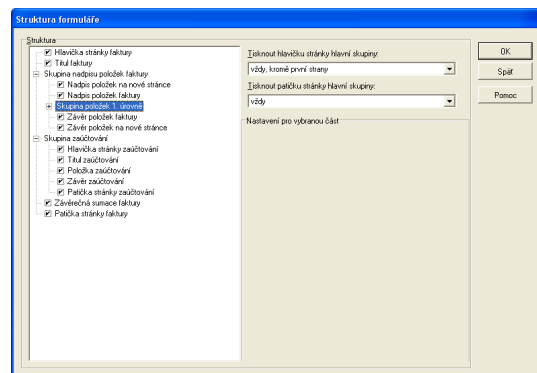 Struktura formuláře
Struktura
Hlavička stránky faktury
Titul faktury
Skupina nadpisu položek faktury
Nadpis položek na nové stránce
Nadpis položek faktury
Skupina položek 1. úrovně
Závěr položek faktury
Závěr položek na nové stránce
Skupina zaúčtování
Hlavička stránky zaúčtování
Titul zaúčtování
Položka zaúčtování
Závěr zaúčtování
Patička stránky zaúčtování
Závěrečná sumace faktury
Patička stránky faktury
Tisknout hlavičku stránky hlavní skupiny:
vždy, kromě první strany
Tisknout patičku stránky hlavní skupiny:
vždy
Nastavení pro vybranou část
OK
Späť
Pomoc